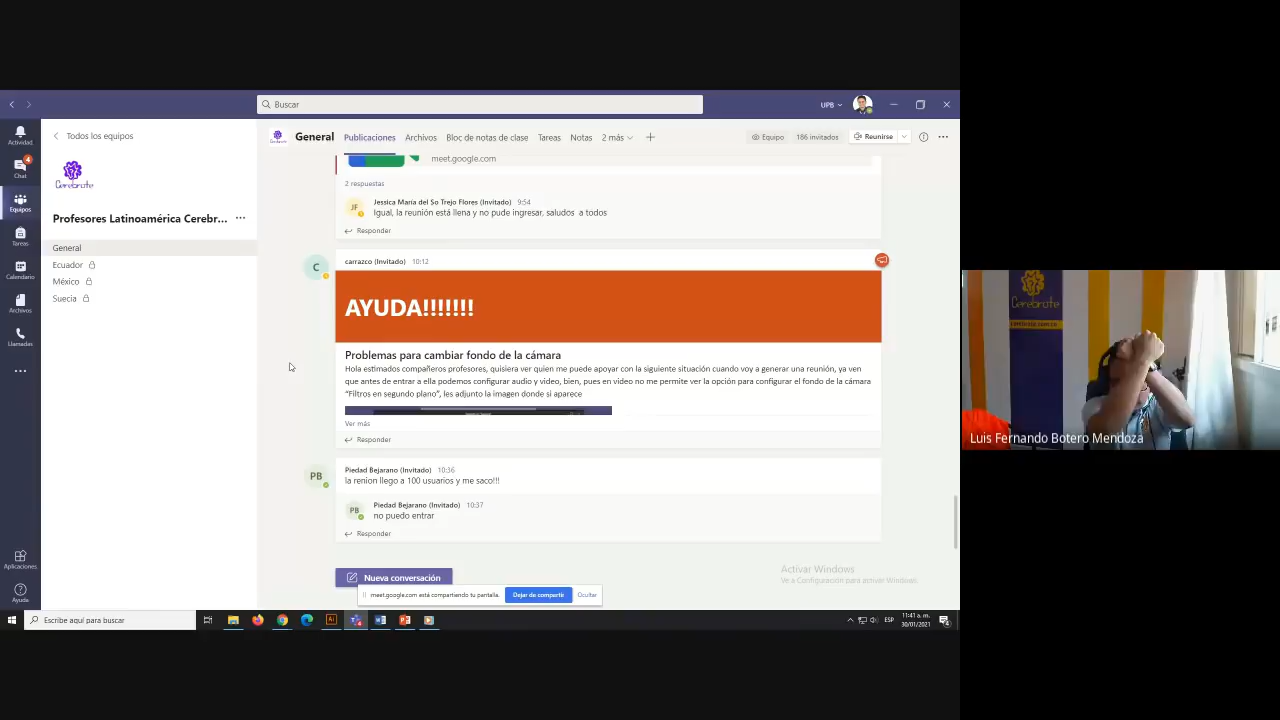 Buscar
UPB
Actividad
Chat
4
Equipos
Tareas
Calendario
Archivos
Llamadas
Aplicaciones
Ayuda
Todos los equipos
Cerebrate
Profesores Latinoamérica Cerebr...
General
Ecuador
México
Suecia
General
Publicaciones
Archivos
Bloc de notas de clase
Tareas
Notas
2 más
Equipo
186 invitados
Reunirse
meet.google.com
2 respuestas
JF
Jessica María del So Trejo Flores (Invitado) 9:54
Igual, la reunión está llena y no pude ingresar, saludos a todos
Responder
C
carrazco (Invitado) 10:12
AYUDA!!!!!!!
Problemas para cambiar fondo de la cámara
Hola estimados compañeros profesores, quisiera ver quien me puede apoyar con la siguiente situación cuando voy a generar una reunión, ya ven
que antes de entrar a ella podemos configurar audio y video, bien, pues en video no me permite ver la opción para configurar el fondo de la cámara
"Filtros en segundo plano", les adjunto la imagen donde si aparece
Ver más
Responder
PB
Piedad Bejarano (Invitado) 10:36
la renion llego a 100 usuarios y me saco!!!
PB
Piedad Bejarano (Invitado) 10:37
no puedo entrar
Responder
Nueva conversación
Activar Windows
Ve a Configuración para activar Windows.
meet.google.com está compartiendo tu pantalla.
Dejar de compartir
Ocultar
Escribe aquí para buscar
ESP
11:41 a. m.
30/01/2021
Cerebrate
Luis Fernando Botero Mendoza